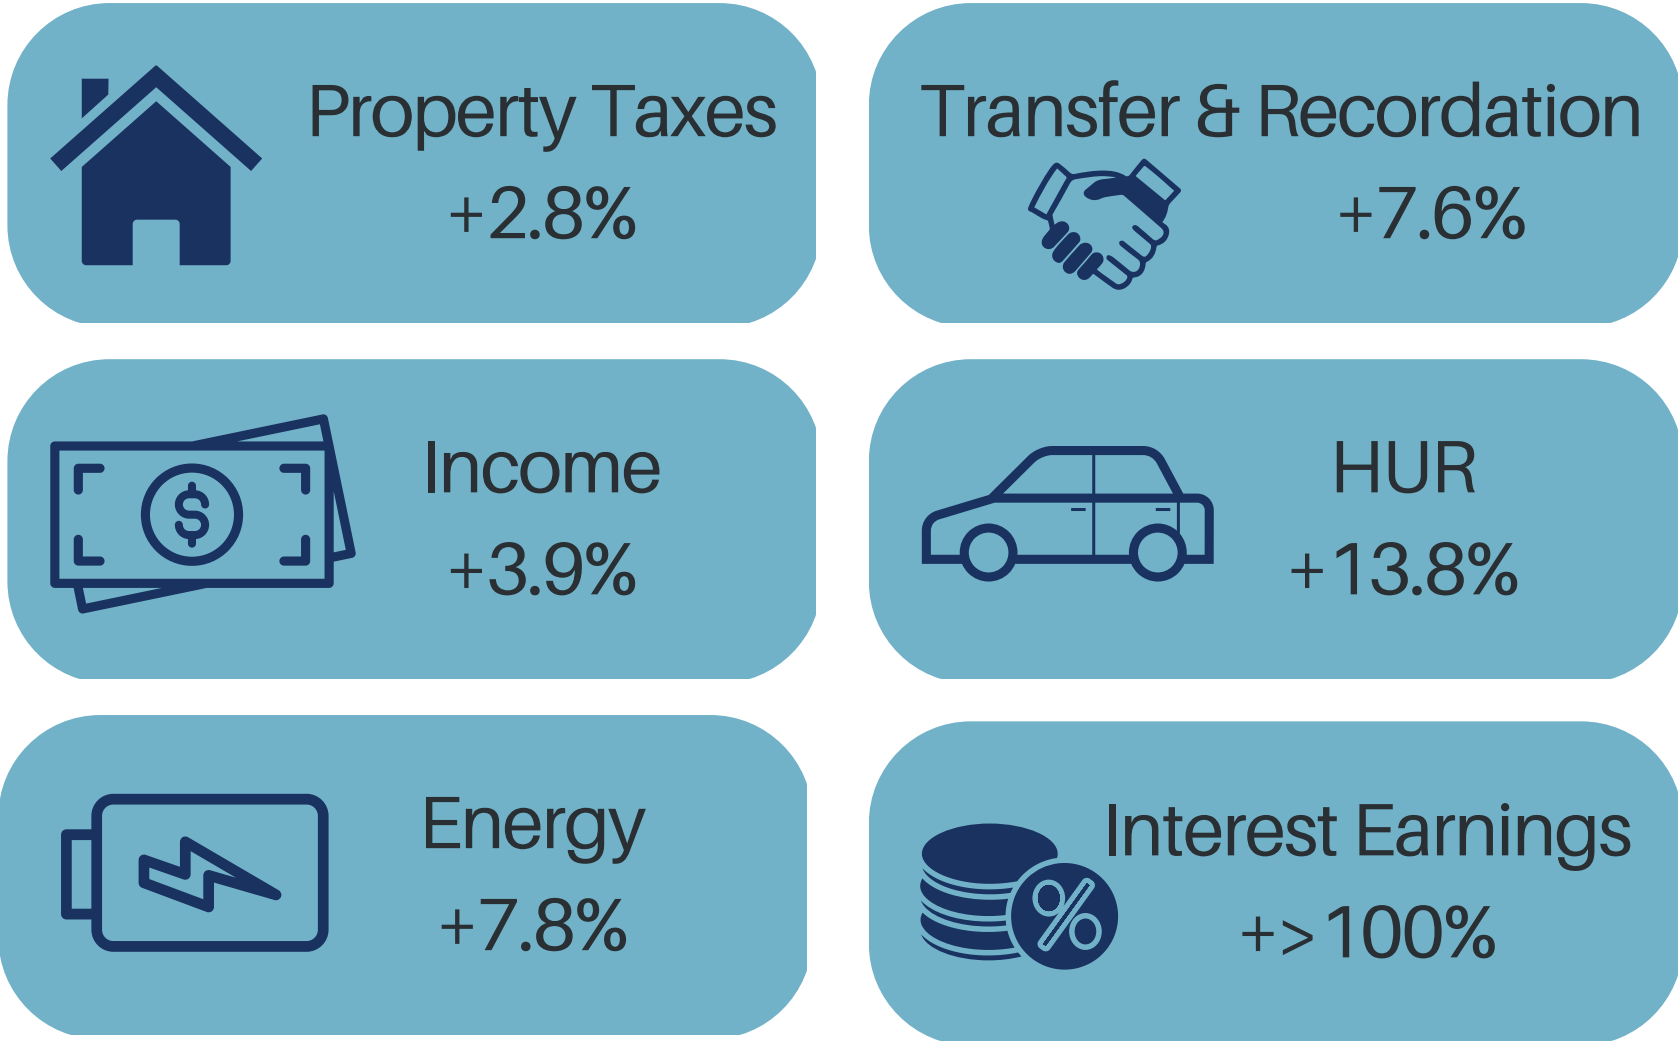 Property Taxes
+2.8%
Transfer & Recordation
+7.6%
Income
+3.9%
$
HUR
+13.8%
Energy
+7.8%
Interest Earnings
+>100%
%